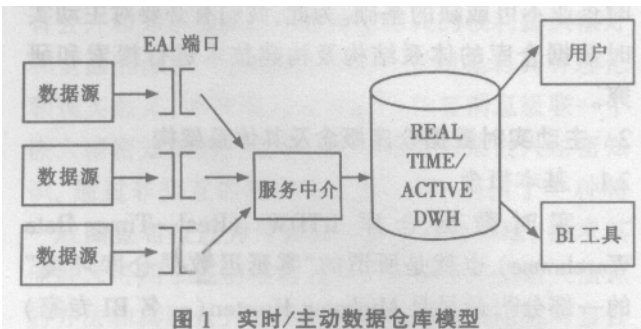 EAI 端口
数据源
数据源
数据源
服务中介
REAL
TIME/
ACTIVE
DWH
用户
BI 工具
图 1 实时/主动数据仓库模型